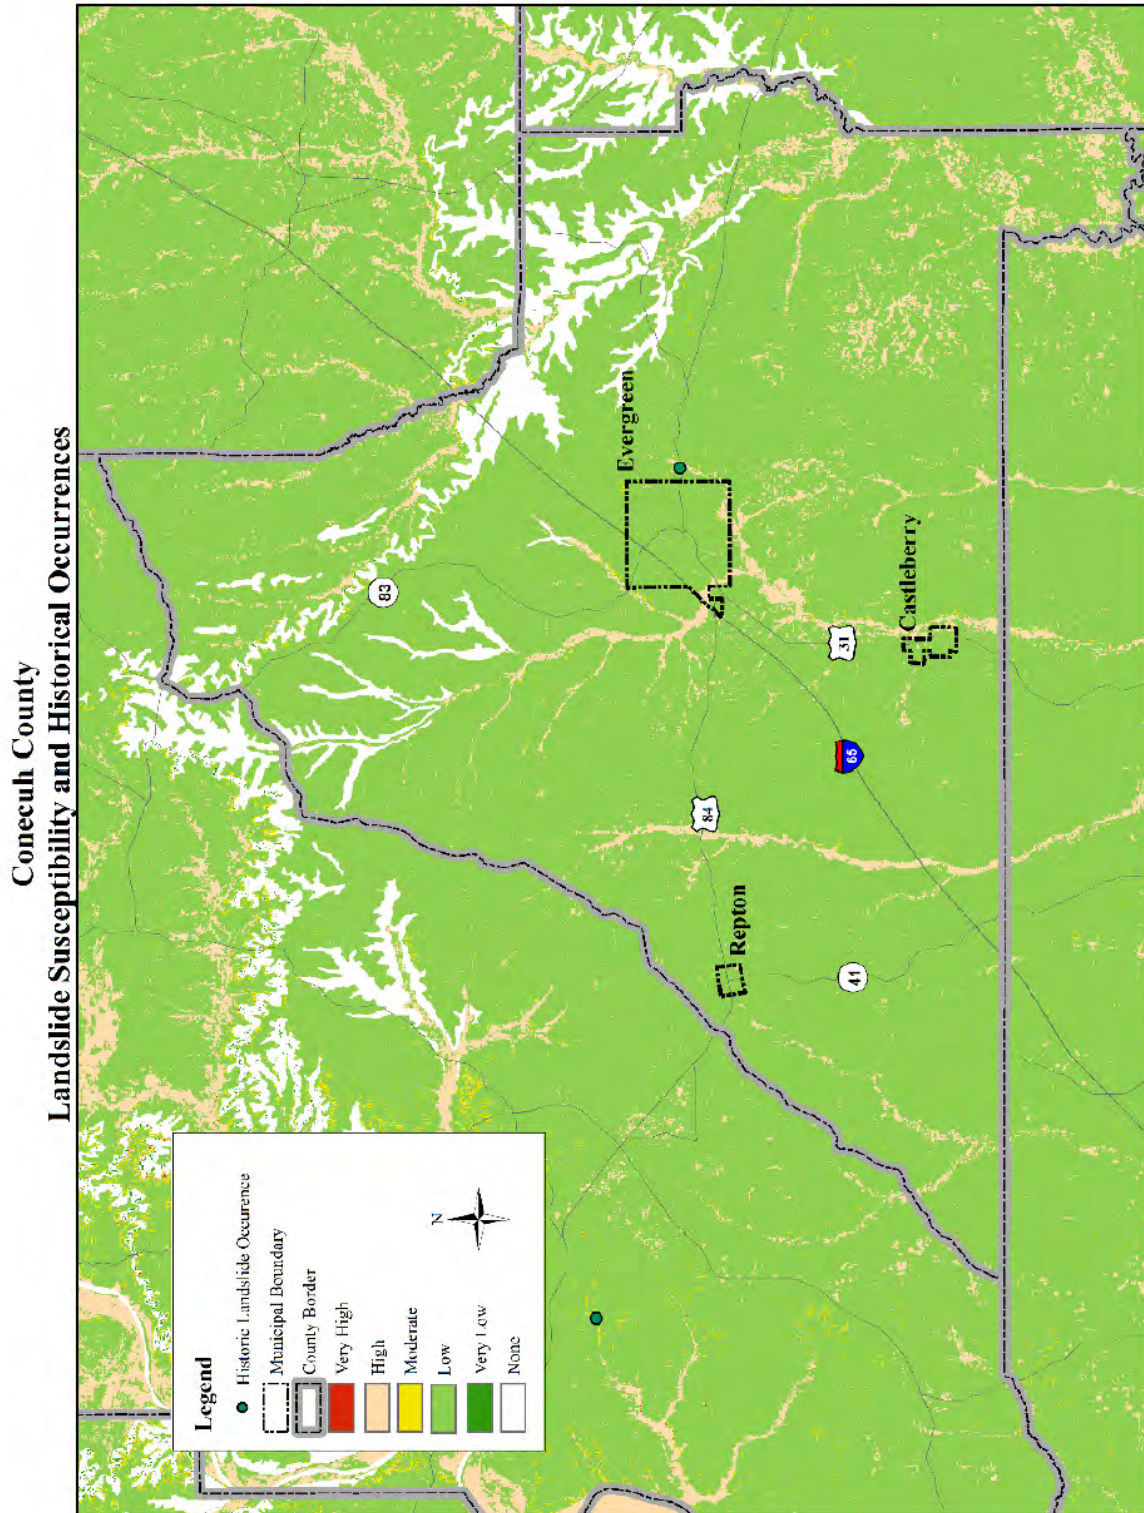 Conecuh County
Landslide Susceptibility and Historical Occurrences
83
Evergreen
Castleberry
31
65
84
Repton
41
Legend
Historic Landslide Occurence
Municipal Boundary
County Border
Very High
High
Moderate
Low
Very Low
None
N